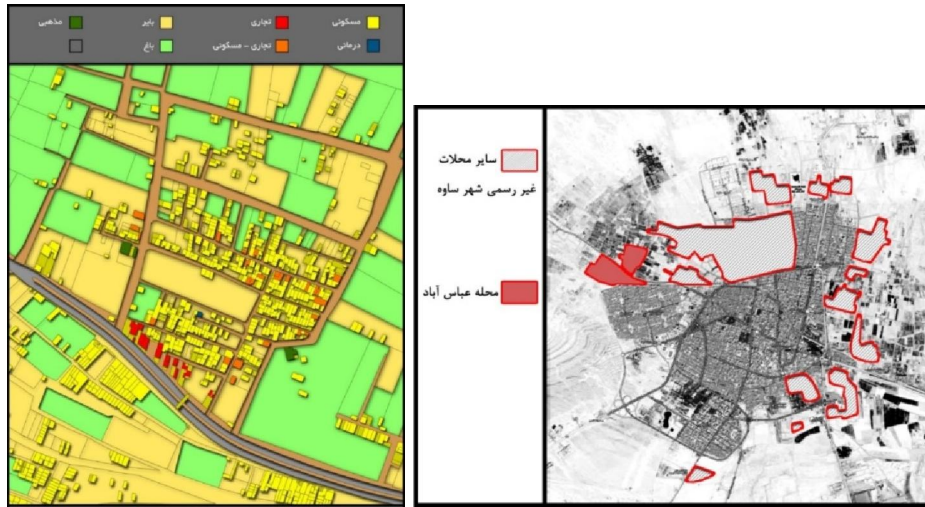 مسکونی تجاری بایر مذهبی
درمانی تجاری - مسکونی باغ
سایر محلات
غیر رسمی شهر ساوه
محله عباس آباد